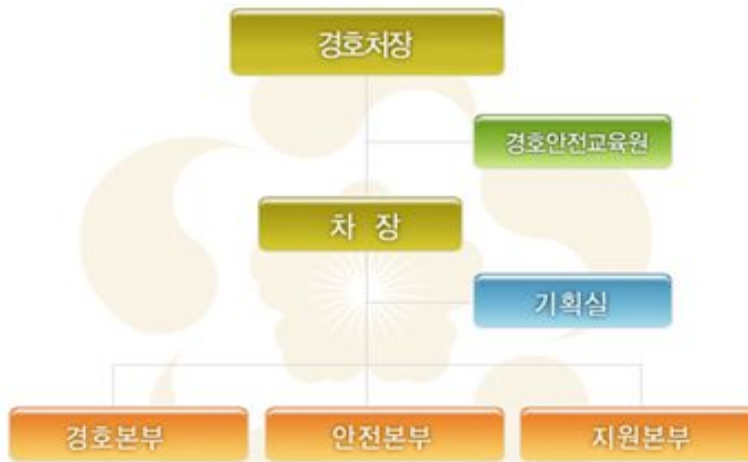 경호처장
경호안전교육원
차 장
기획실
경호본부
안전본부
지원본부